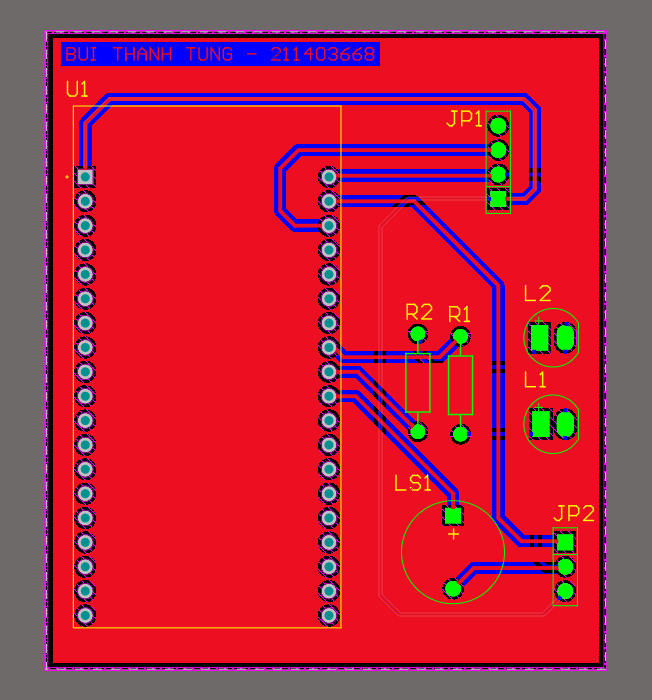 BUI THANH TUNG - 211403668
U1
JP1
L2
R2
R1
L1
LS1
JP2
+